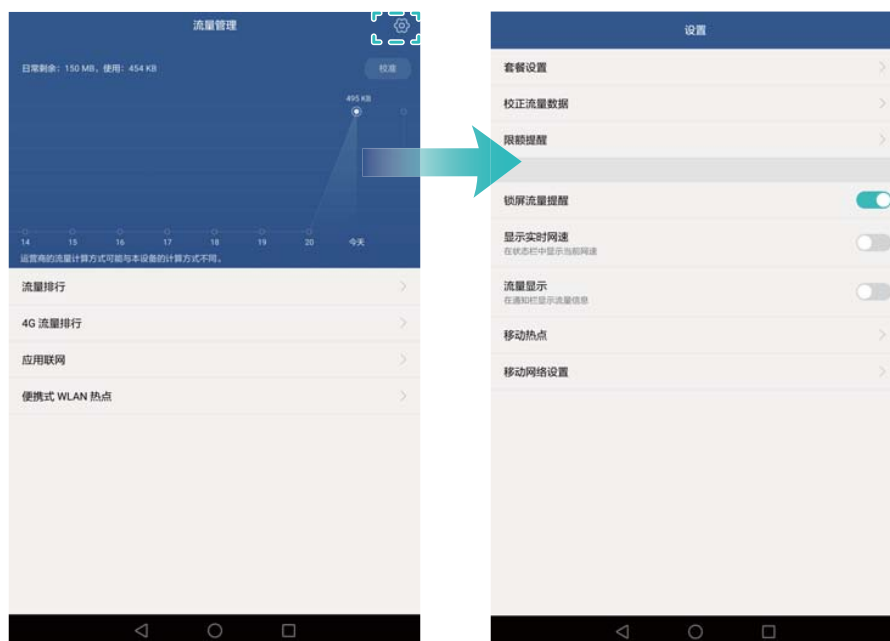 流量管理
日常剩余：150 MB，使用：454 KB
校准
495 KB
14 15 16 17 18 19 20 今天
运营商的流量计算方式可能与本设备的计算方式不同。
流量排行
4G 流量排行
应用联网
便携式 WLAN 热点
设置
套餐设置
校正流量数据
限额提醒
锁屏流量提醒
显示实时网速
在状态栏中显示当前网速
流量显示
在通知栏显示流量信息
移动热点
移动网络设置